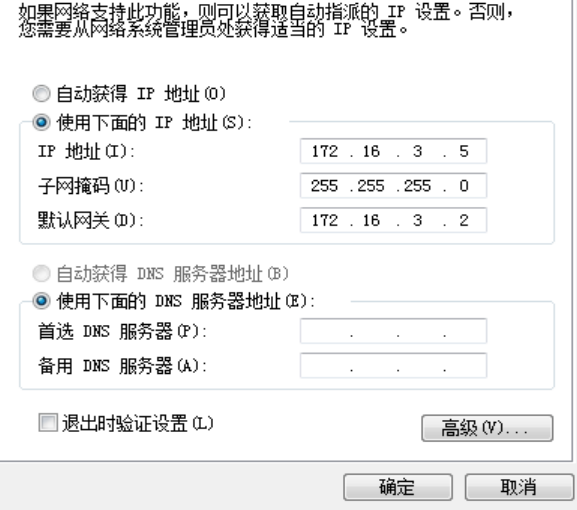 如果网络支持此功能，则可以获取自动指派的 IP 设置。否则，
您需要从网络系统管理员处获得适当的 IP 设置。
自动获得 IP 地址(O)
使用下面的 IP 地址(S):
IP 地址(I): 172 . 16 . 3 . 5
子网掩码(U): 255 .255 .255 . 0
默认网关(D): 172 . 16 . 3 . 2
自动获得 DNS 服务器地址(B)
使用下面的 DNS 服务器地址(E):
首选 DNS 服务器(P): . . .
备用 DNS 服务器(A): . . .
退出时验证设置(L)
高级(V)...
确定 取消